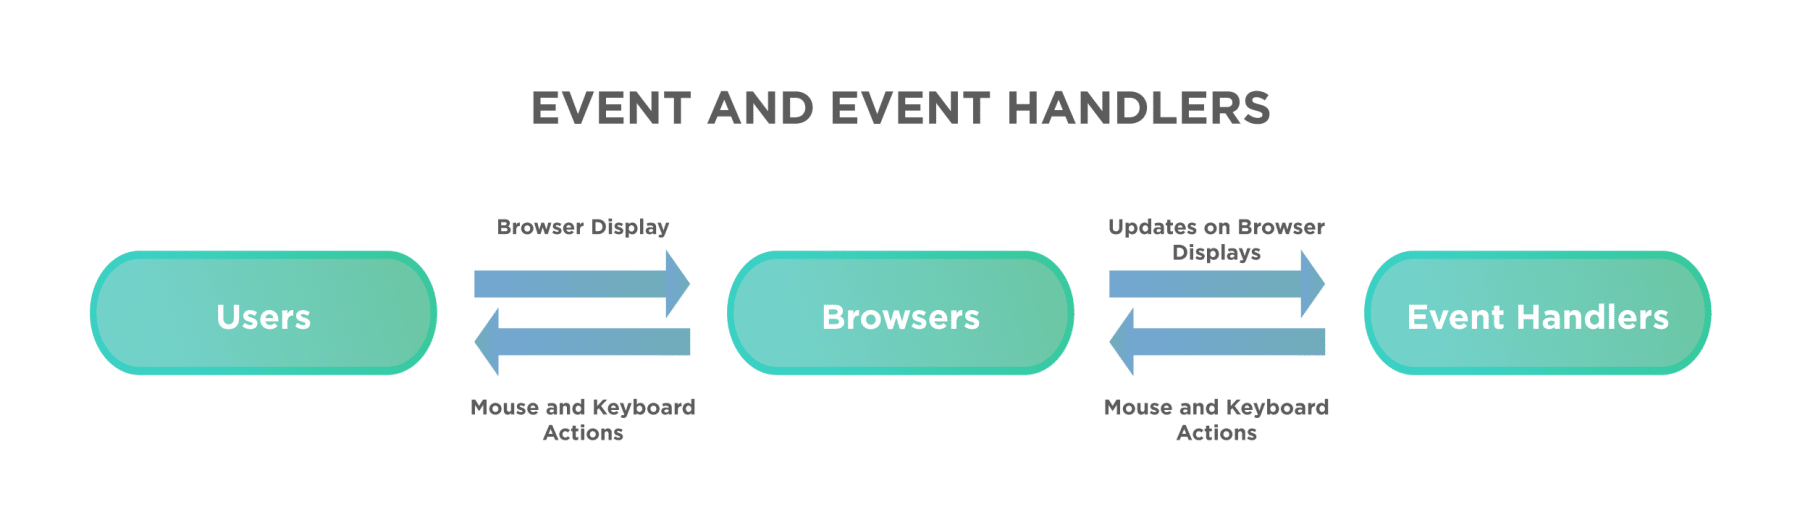 EVENT AND EVENT HANDLERS
Browser Display
Updates on Browser
Displays
Users
Browsers
Event Handlers
Mouse and Keyboard
Actions
Mouse and Keyboard
Actions